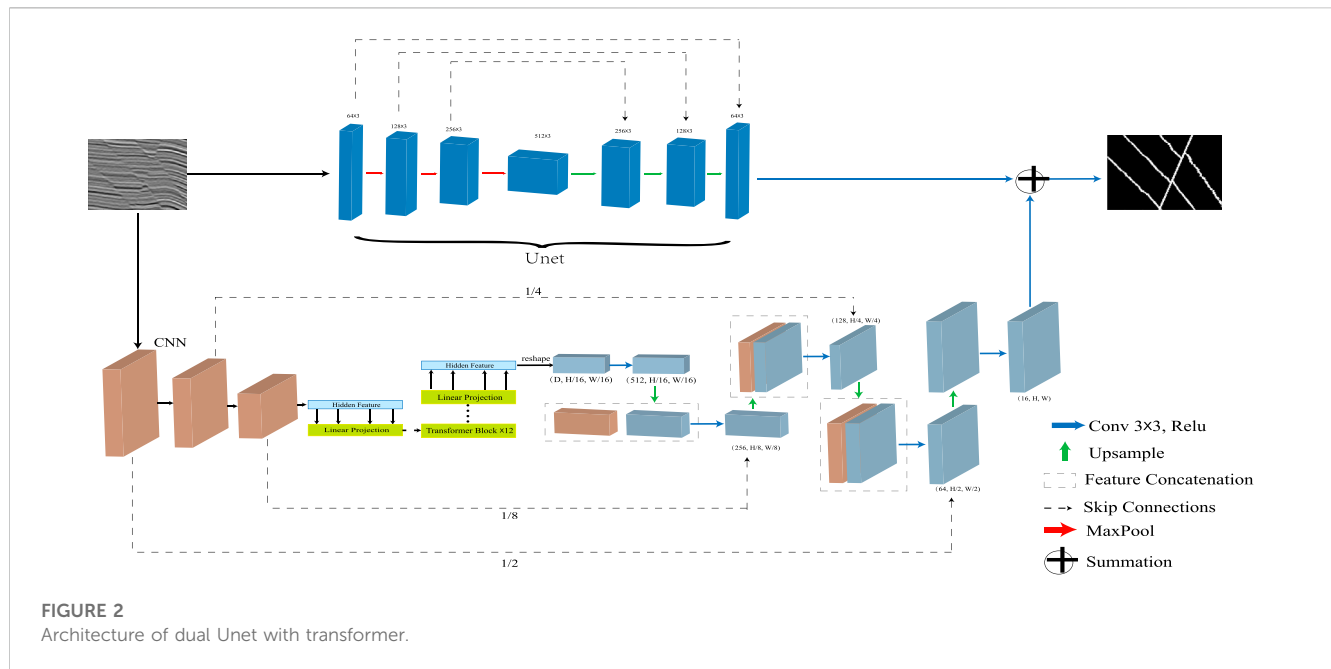 64×3
128×3
256×3
512×3
256×3
128×3
64×3
Unet
1/4
CNN
(128, H/4, W/4)
Hidden Feature
Linear Projection
Hidden Feature
Linear Projection
Transformer Block ×12
reshape
(D, H/16, W/16)
(512, H/16, W/16)
(256, H/8, W/8)
(64, H/2, W/2)
(16, H, W)
1/8
1/2
Conv 3×3, Relu
Upsample
Feature Concatenation
Skip Connections
MaxPool
Summation
FIGURE 2
Architecture of dual Unet with transformer.